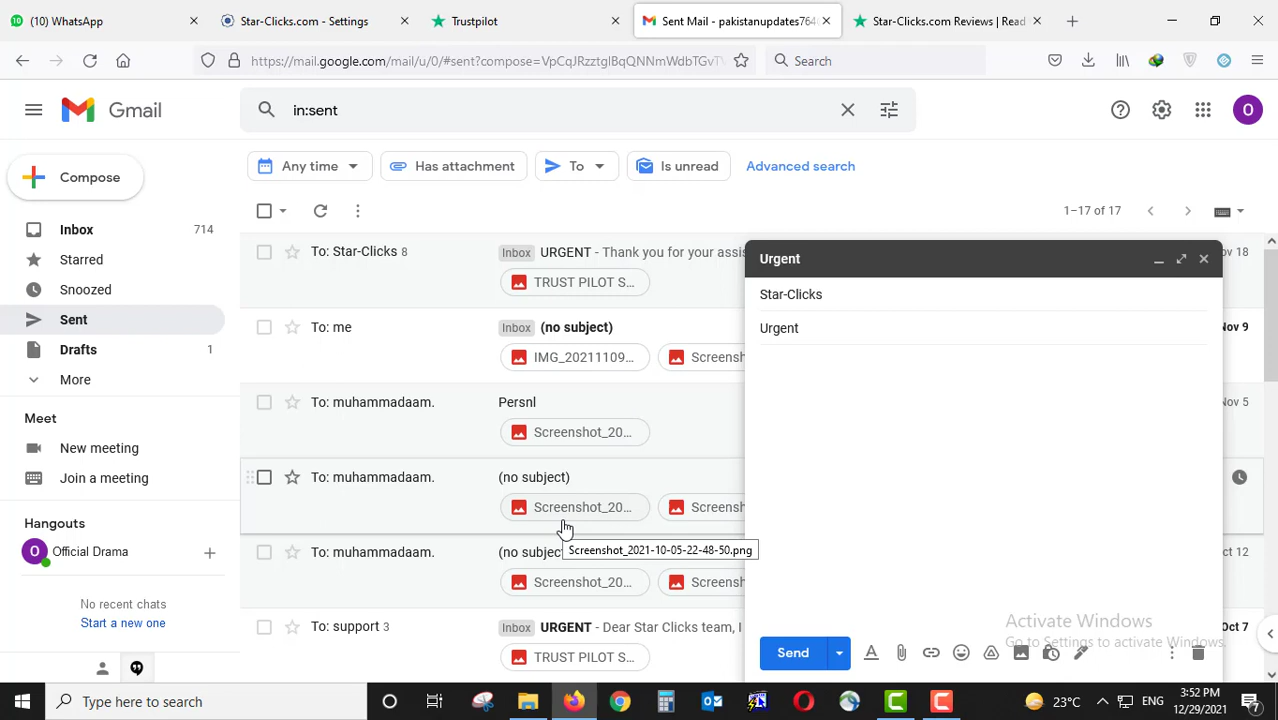 (10) WhatsApp
Star-Clicks.com - Settings
Trustpilot
Sent Mail - pakistanupdates764
Star-Clicks.com Reviews | Read
https://mail.google.com/mail/u/0/#sent?compose=VpCqJRzztglBqQNNmWdbTGvTV
Search
Gmail
in:sent
O
Compose
Any time
Has attachment
To
Is unread
Advanced search
1–17 of 17
Inbox 714
Starred
Snoozed
Sent
Drafts 1
More
Meet
New meeting
Join a meeting
Hangouts
O Official Drama
No recent chats
Start a new one
To: Star-Clicks 8 Inbox URGENT - Thank you for your assis
TRUST PILOT S...
Nov 18
To: me Inbox (no subject)
Nov 9
IMG_20211109... Screensh
To: muhammadaam. Persnl
Nov 5
Screenshot_20...
To: muhammadaam. (no subject)
Screenshot_20... Screensh
Screenshot_2021-10-05-22-48-50.png
To: muhammadaam. (no subjec
Oct 12
Screenshot_20... Screensh
To: support 3 Inbox URGENT - Dear Star Clicks team, I
Oct 7
TRUST PILOT S...
Urgent
Star-Clicks
Urgent
Send
Activate Windows
Go to Settings to activate Windows.
Type here to search
23°C
ENG
3:52 PM
12/29/2021
7